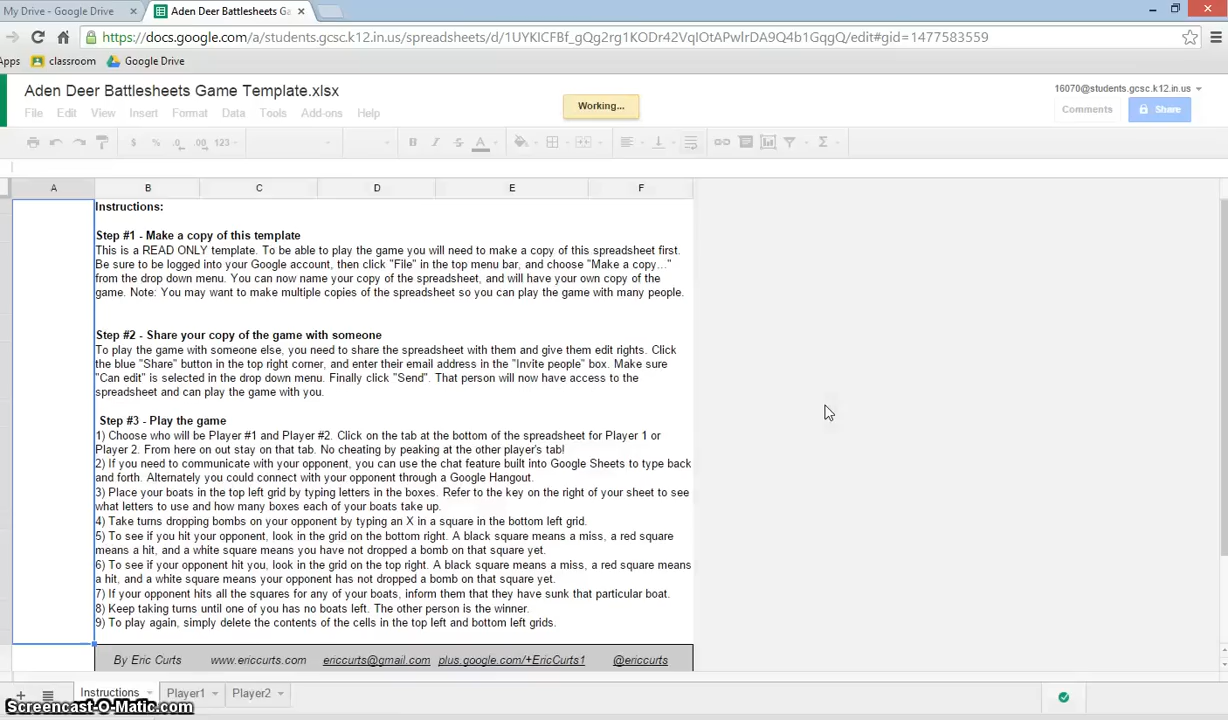 My Drive - Google Drive
Aden Deer Battlesheets Ga
https://docs.google.com/a/students.gcsc.k12.in.us/spreadsheets/d/1UYKICFBf_gQg2rg1KODr42VqIOtAPwIrDA9Q4b1GqgQ/edit#gid=1477583559
Apps classroom Google Drive
Aden Deer Battlesheets Game Template.xlsx
16070@students.gcsc.k12.in.us
Working...
File Edit View Insert Format Data Tools Add-ons Help
Comments Share
$ % .0 .00 123
A B C D E F
Instructions:
Step #1 - Make a copy of this template
This is a READ ONLY template. To be able to play the game you will need to make a copy of this spreadsheet first.
Be sure to be logged into your Google account, then click "File" in the top menu bar, and choose "Make a copy..."
from the drop down menu. You can now name your copy of the spreadsheet, and will have your own copy of the
game. Note: You may want to make multiple copies of the spreadsheet so you can play the game with many people.
Step #2 - Share your copy of the game with someone
To play the game with someone else, you need to share the spreadsheet with them and give them edit rights. Click
the blue "Share" button in the top right corner, and enter their email address in the "Invite people" box. Make sure
"Can edit" is selected in the drop down menu. Finally click "Send". That person will now have access to the
spreadsheet and can play the game with you.
Step #3 - Play the game
1) Choose who will be Player #1 and Player #2. Click on the tab at the bottom of the spreadsheet for Player 1 or
Player 2. From here on out stay on that tab. No cheating by peaking at the other player's tab!
2) If you need to communicate with your opponent, you can use the chat feature built into Google Sheets to type back
and forth. Alternately you could connect with your opponent through a Google Hangout.
3) Place your boats in the top left grid by typing letters in the boxes. Refer to the key on the right of your sheet to see
what letters to use and how many boxes each of your boats take up.
4) Take turns dropping bombs on your opponent by typing an X in a square in the bottom left grid.
5) To see if you hit your opponent, look in the grid on the bottom right. A black square means a miss, a red square
means a hit, and a white square means you have not dropped a bomb on that square yet.
6) To see if your opponent hit you, look in the grid on the top right. A black square means a miss, a red square means
a hit, and a white square means your opponent has not dropped a bomb on that square yet.
7) If your opponent hits all the squares for any of your boats, inform them that they have sunk that particular boat.
8) Keep taking turns until one of you has no boats left. The other person is the winner.
9) To play again, simply delete the contents of the cells in the top left and bottom left grids.
By Eric Curts www.ericcurts.com ericcurts@gmail.com plus.google.com/+EricCurts1 @ericcurts
Instructions Player1 Player2
Screencast-O-Matic.com